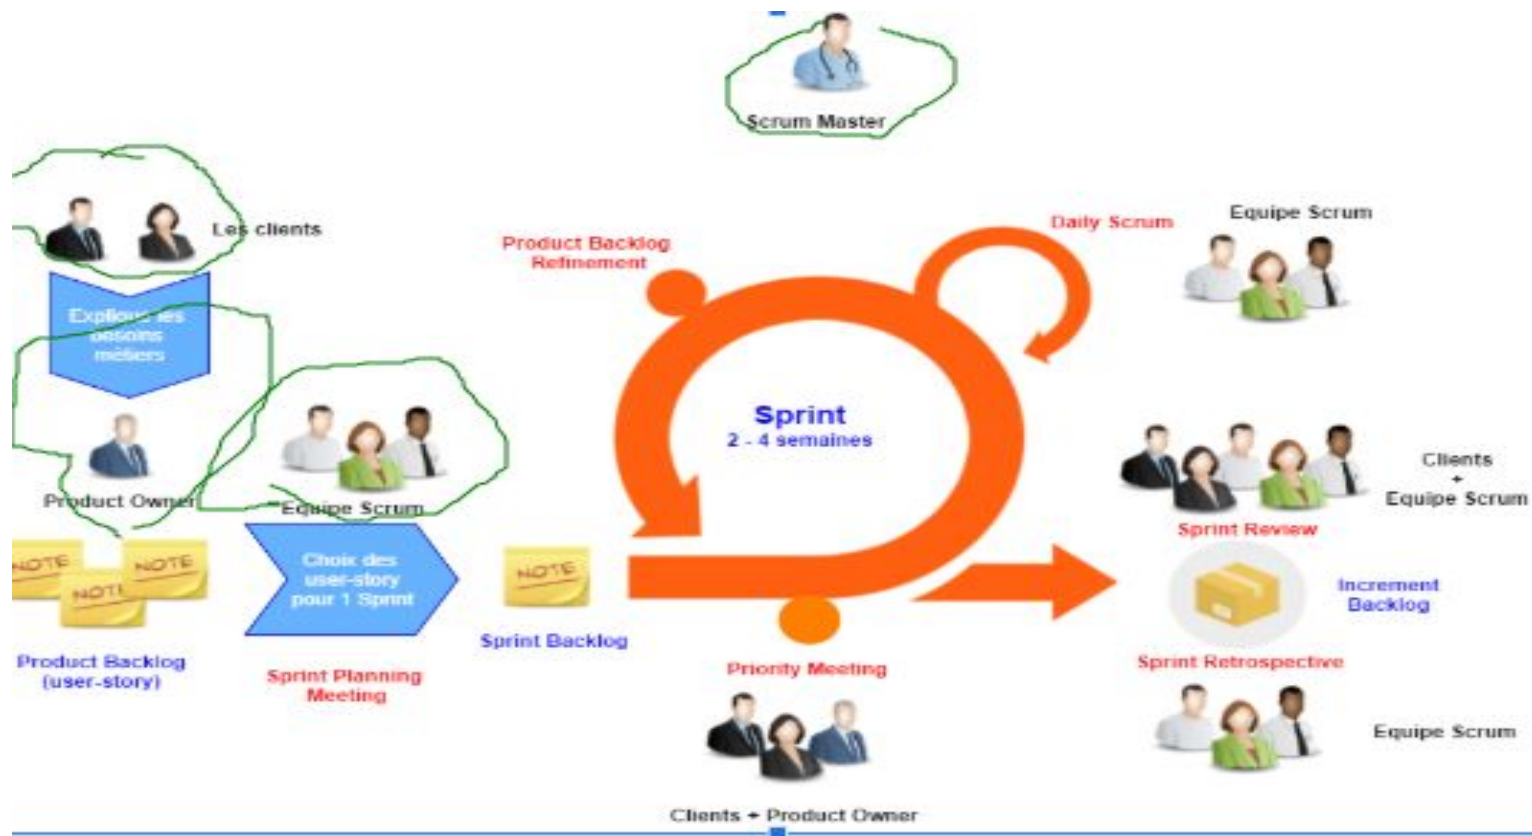 Scrum Master
Les clients
Explique les
besoins
métiers
Product Owner
Equipe Scrum
NOTE
NOTE
NOTE
Product Backlog
(user-story)
Choix des
user-story
pour 1 Sprint
Sprint Planning
Meeting
NOTE
Sprint Backlog
Product Backlog
Refinement
Sprint
2 - 4 semaines
Daily Scrum
Equipe Scrum
Priority Meeting
Clients + Product Owner
Clients
+
Equipe Scrum
Sprint Review
Increment
Backlog
Sprint Retrospective
Equipe Scrum